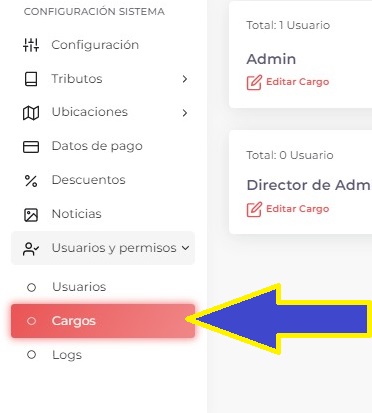 CONFIGURACIÓN SISTEMA
Configuración
Tributos
Ubicaciones
Datos de pago
Descuentos
Noticias
Usuarios y permisos
Usuarios
Cargos
Logs
Total: 1 Usuario
Admin
Editar Cargo
Total: 0 Usuario
Director de Adm
Editar Cargo